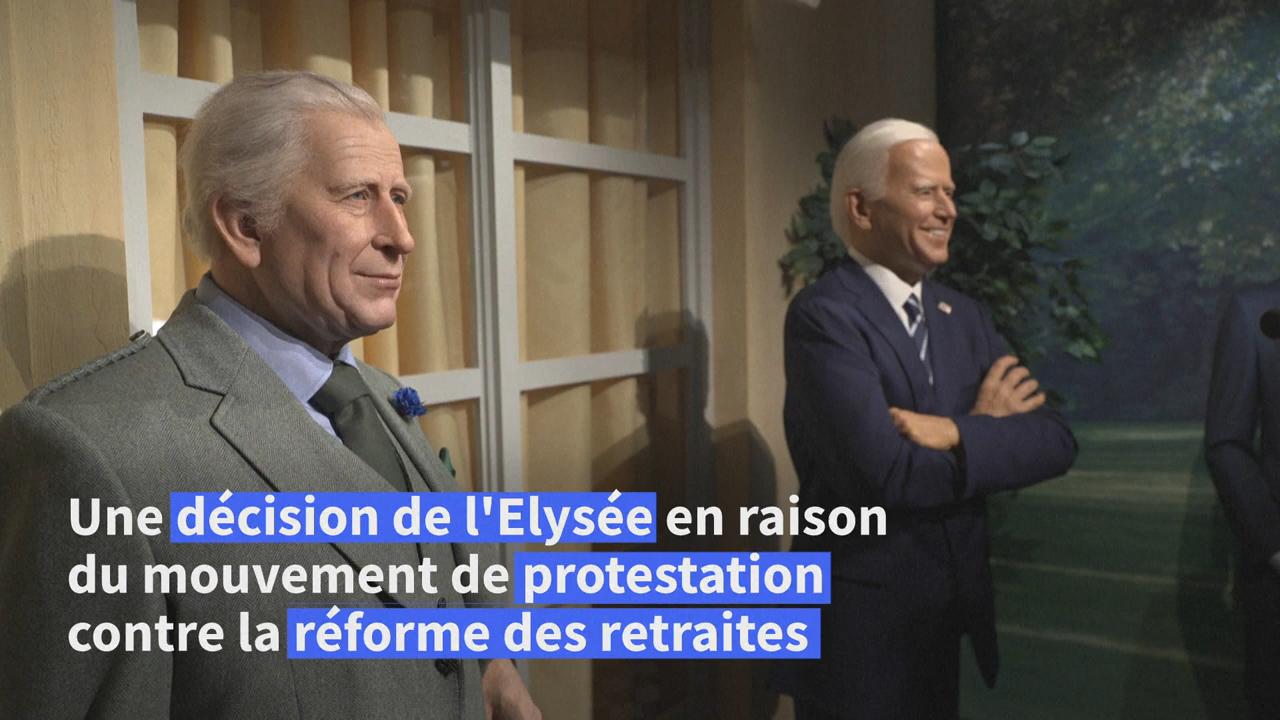 Une décision de l'Elysée en raison
du mouvement de protestation
contre la réforme des retraites